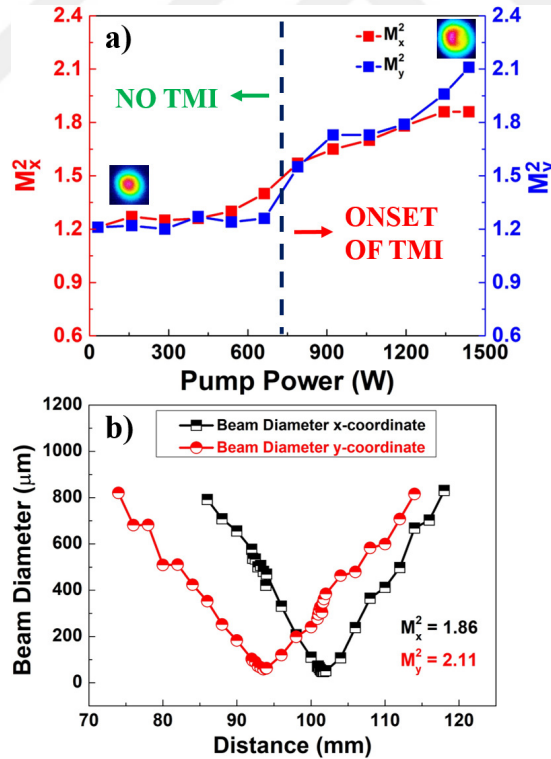 a)
M²x
M²y
NO TMI
ONSET
OF TMI
2.4
2.1
1.8
1.5
1.2
0.9
0.6
2.4
2.1
1.8
1.5
1.2
0.9
0.6
0 300 600 900 1200 1500
Pump Power (W)
M²x
M²y
b)
Beam Diameter x-coordinate
Beam Diameter y-coordinate
1200
1000
800
600
400
200
0
Beam Diameter (μm)
M²x = 1.86
M²y = 2.11
70 80 90 100 110 120
Distance (mm)